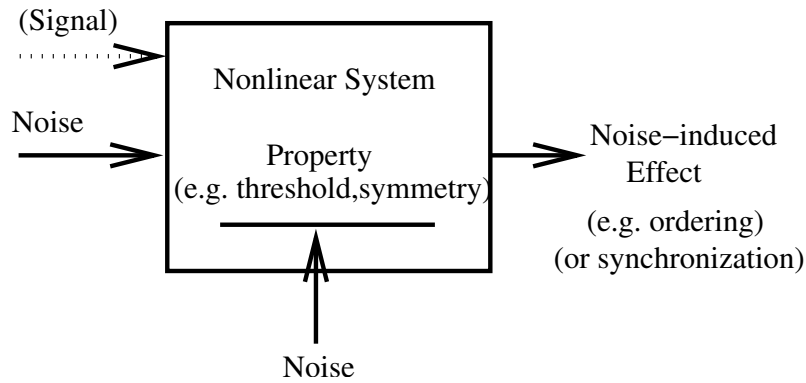 (Signal)
Nonlinear System
Noise
Property
(e.g. threshold,symmetry)
Noise−induced
Effect
(e.g. ordering)
(or synchronization)
Noise